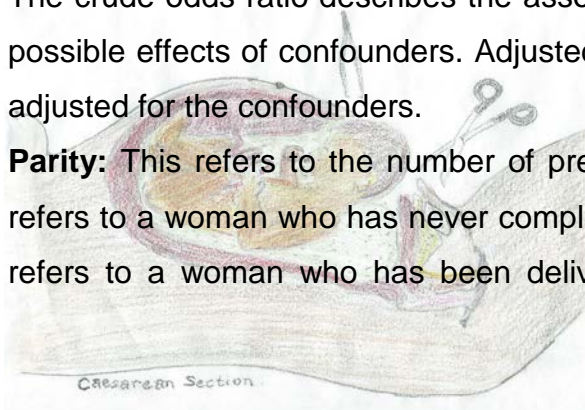 The crude odds ratio describes the asso
possible effects of confounders. Adjusted
adjusted for the confounders.
Parity: This refers to the number of pre
refers to a woman who has never compl
refers to a woman who has been deliv
Caesarean Section